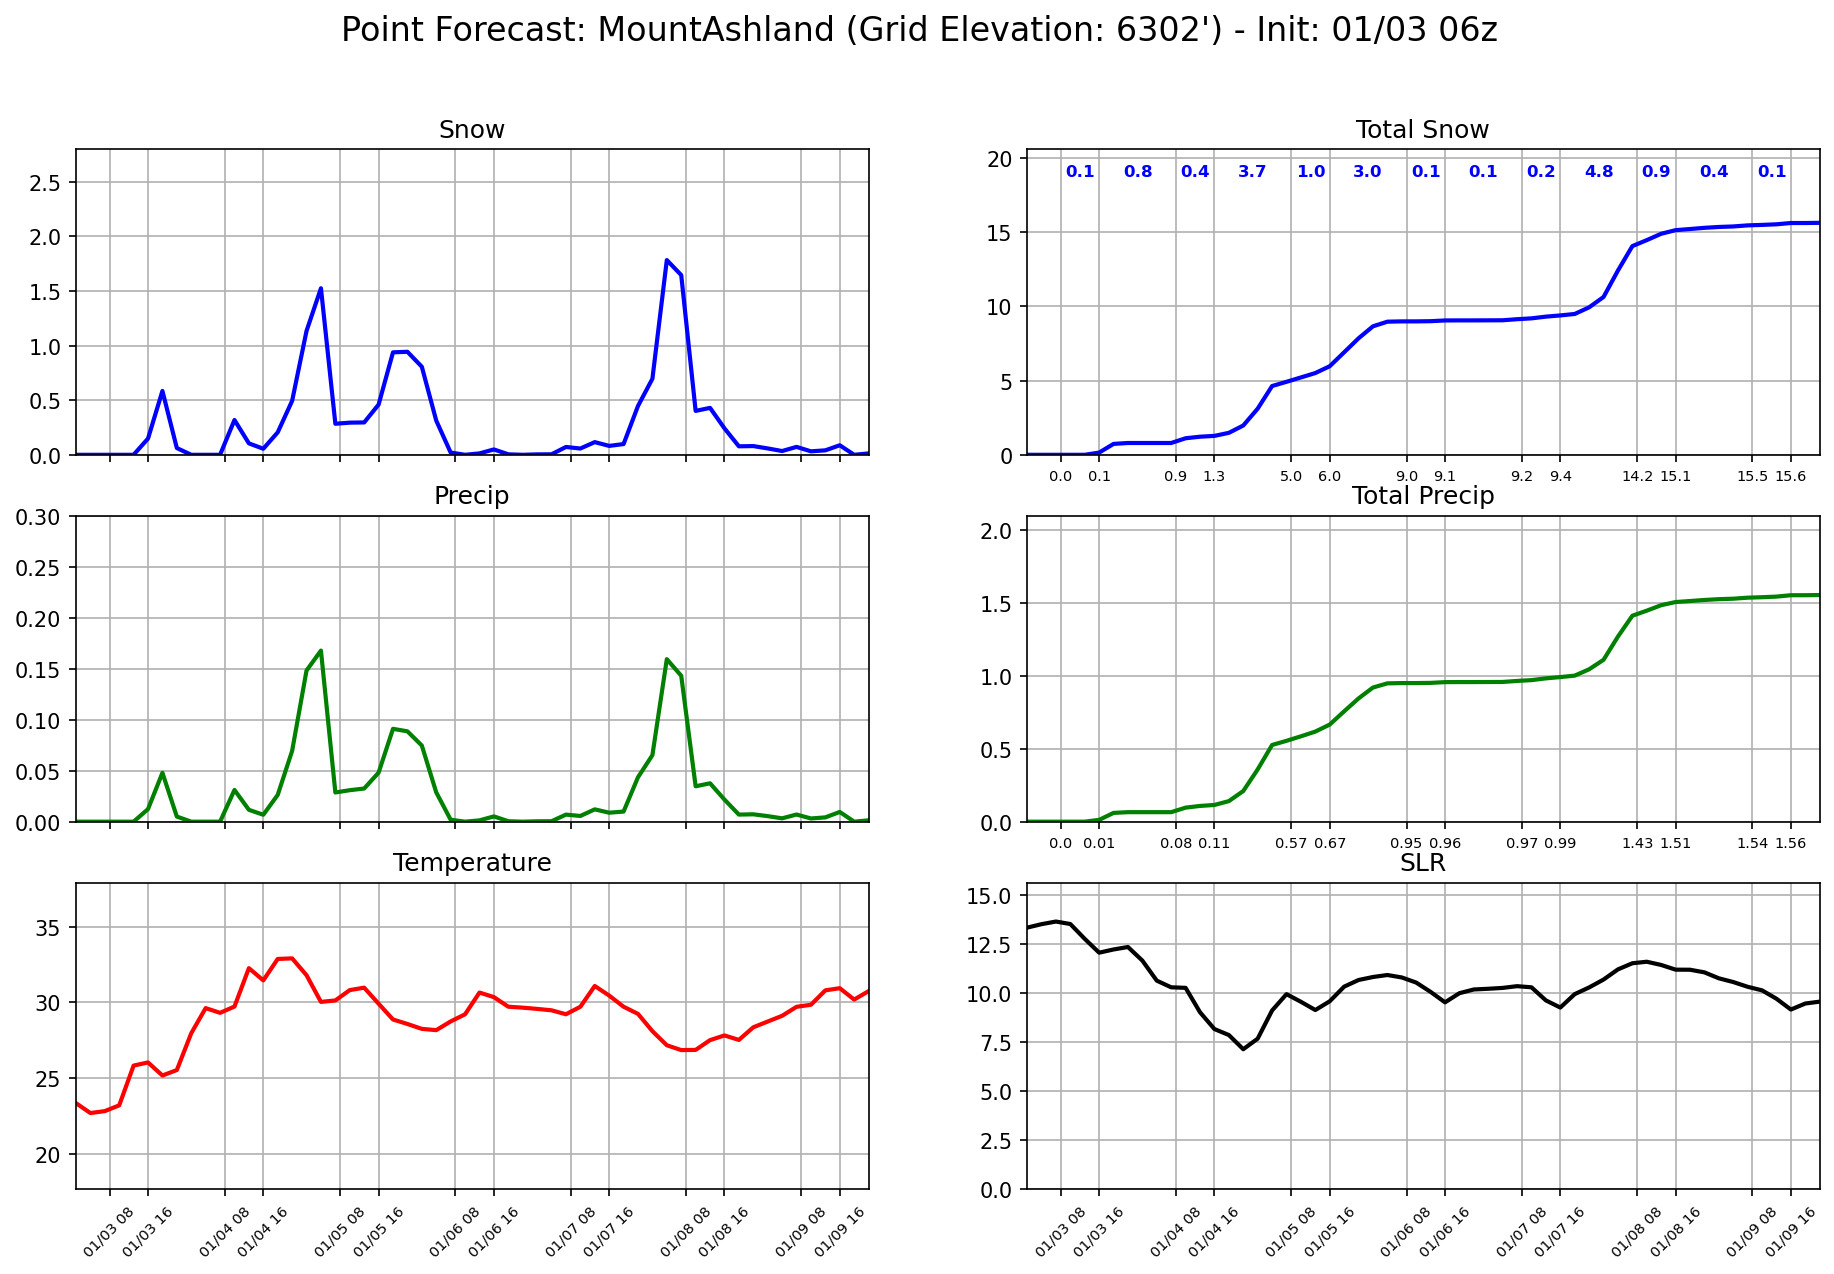 Point Forecast: MountAshland (Grid Elevation: 6302') - Init: 01/03 06z
Snow
2.5
2.0
1.5
1.0
0.5
0.0
Total Snow
20
15
10
5
0
0.1 0.8 0.4 3.7 1.0 3.0 0.1 0.1 0.2 4.8 0.9 0.4 0.1
0.0 0.1 0.9 1.3 5.0 6.0 9.0 9.1 9.2 9.4 14.2 15.1 15.5 15.6
Precip
0.30
0.25
0.20
0.15
0.10
0.05
0.00
Total Precip
2.0
1.5
1.0
0.5
0.0
0.0 0.01 0.08 0.11 0.57 0.67 0.95 0.96 0.97 0.99 1.43 1.51 1.54 1.56
Temperature
35
30
25
20
01/03 08 01/03 16 01/04 08 01/04 16 01/05 08 01/05 16 01/06 08 01/06 16 01/07 08 01/07 16 01/08 08 01/08 16 01/09 08 01/09 16
SLR
15.0
12.5
10.0
7.5
5.0
2.5
0.0
01/03 08 01/03 16 01/04 08 01/04 16 01/05 08 01/05 16 01/06 08 01/06 16 01/07 08 01/07 16 01/08 08 01/08 16 01/09 08 01/09 16